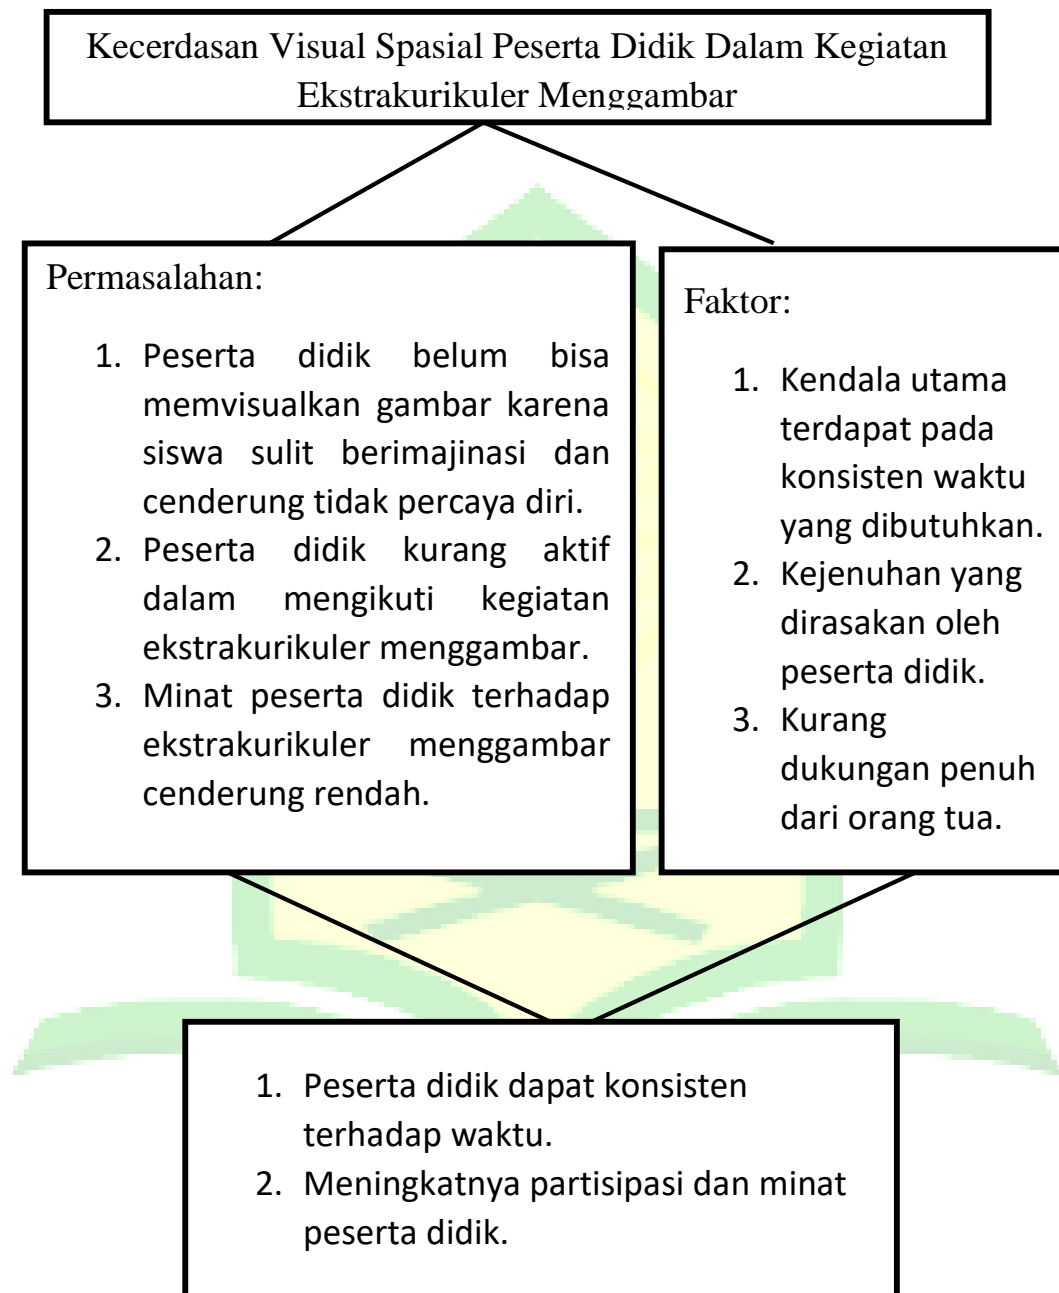 Kecerdasan Visual Spasial Peserta Didik Dalam Kegiatan
Ekstrakurikuler Menggambar
Permasalahan:
1. Peserta didik belum bisa
memvisualkan gambar karena
siswa sulit berimajinasi dan
cenderung tidak percaya diri.
2. Peserta didik kurang aktif
dalam mengikuti kegiatan
ekstrakurikuler menggambar.
3. Minat peserta didik terhadap
ekstrakurikuler menggambar
cenderung rendah.
Faktor:
1. Kendala utama
terdapat pada
konsisten waktu
yang dibutuhkan.
2. Kejenuhan yang
dirasakan oleh
peserta didik.
3. Kurang
dukungan penuh
dari orang tua.
1. Peserta didik dapat konsisten
terhadap waktu.
2. Meningkatnya partisipasi dan minat
peserta didik.